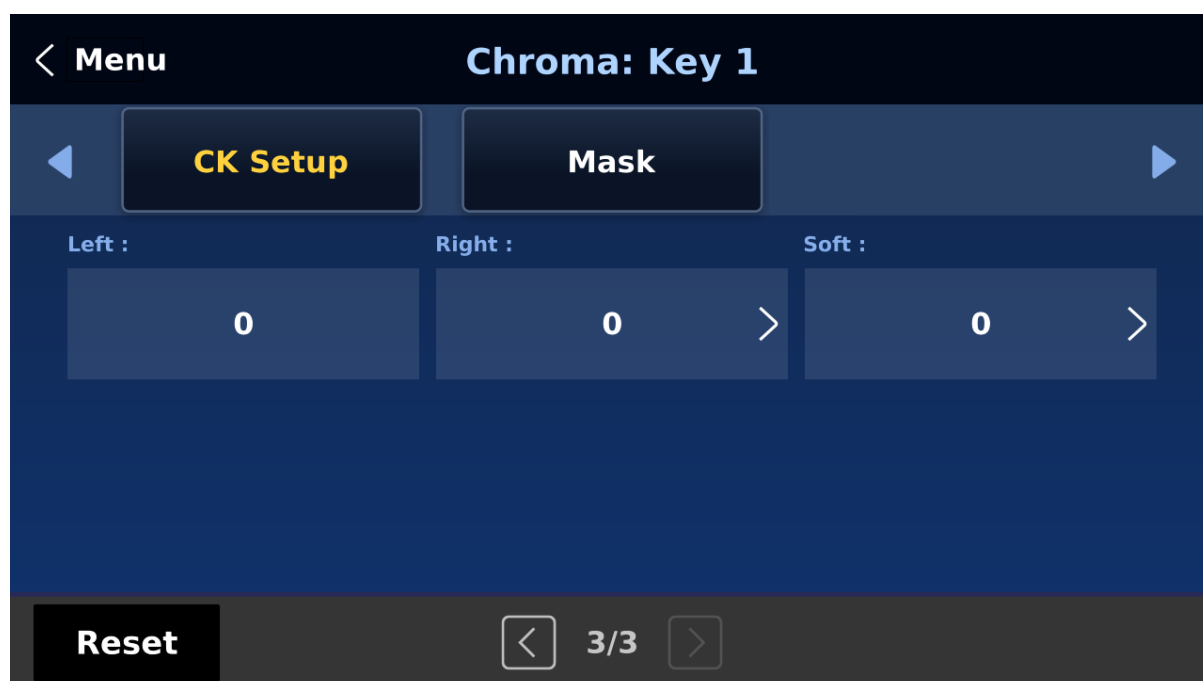 Menu
Chroma: Key 1
CK Setup
Mask
Left :
Right :
Soft :
0
0
0
Reset
3/3